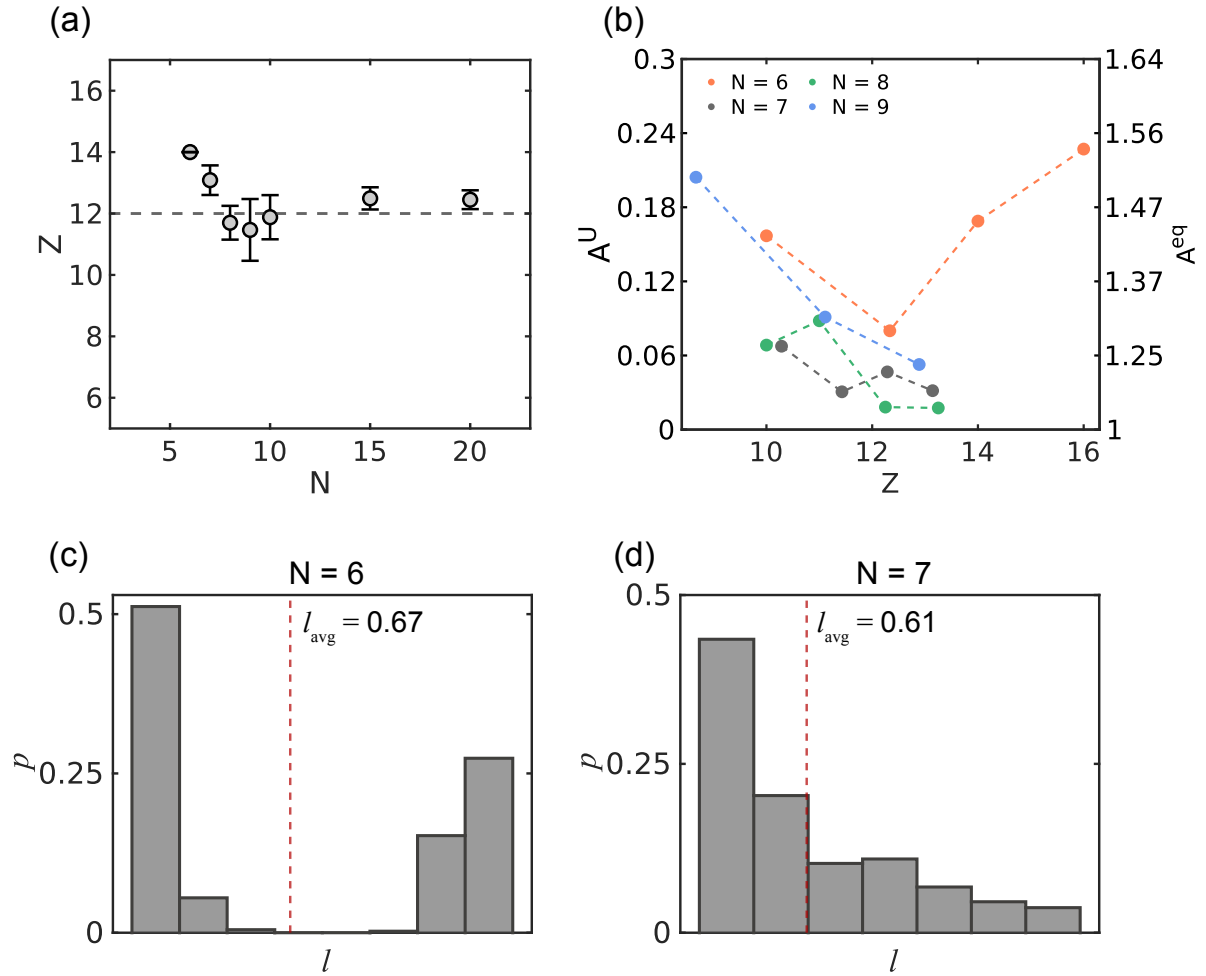 (a)
16
14
12
10
8
6
Z
5
10
15
20
N
(b)
0.3
0.24
0.18
0.12
0.06
0
A^U
N = 6
N = 8
N = 7
N = 9
1.64
1.56
1.47
1.37
1.25
1
A^eq
10
12
14
16
Z
(c)
N = 6
0.5
0.25
0
p
l_avg = 0.67
l
(d)
N = 7
0.5
0.25
0
p
l_avg = 0.61
l